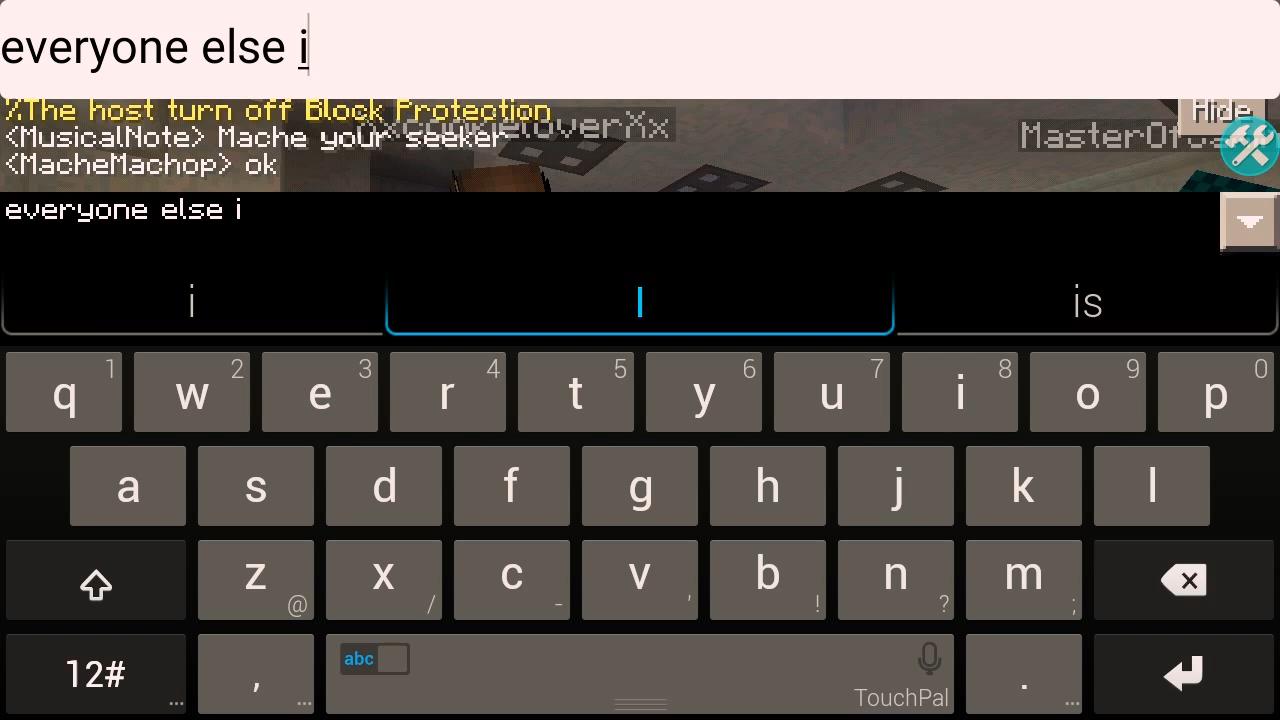 everyone else i
%The host turn off Block Protection
Hide
xXcookieloverXx
<MusicalNote> Mache your seeker
<MacheMachop> ok
everyone else i
i I is
1 2 3 4 5 6 7 8 9 0
q w e r t y u i o p
a s d f g h j k l
z x c v b n m
@ / - ' ! ? ;
abc
12# , .
TouchPal